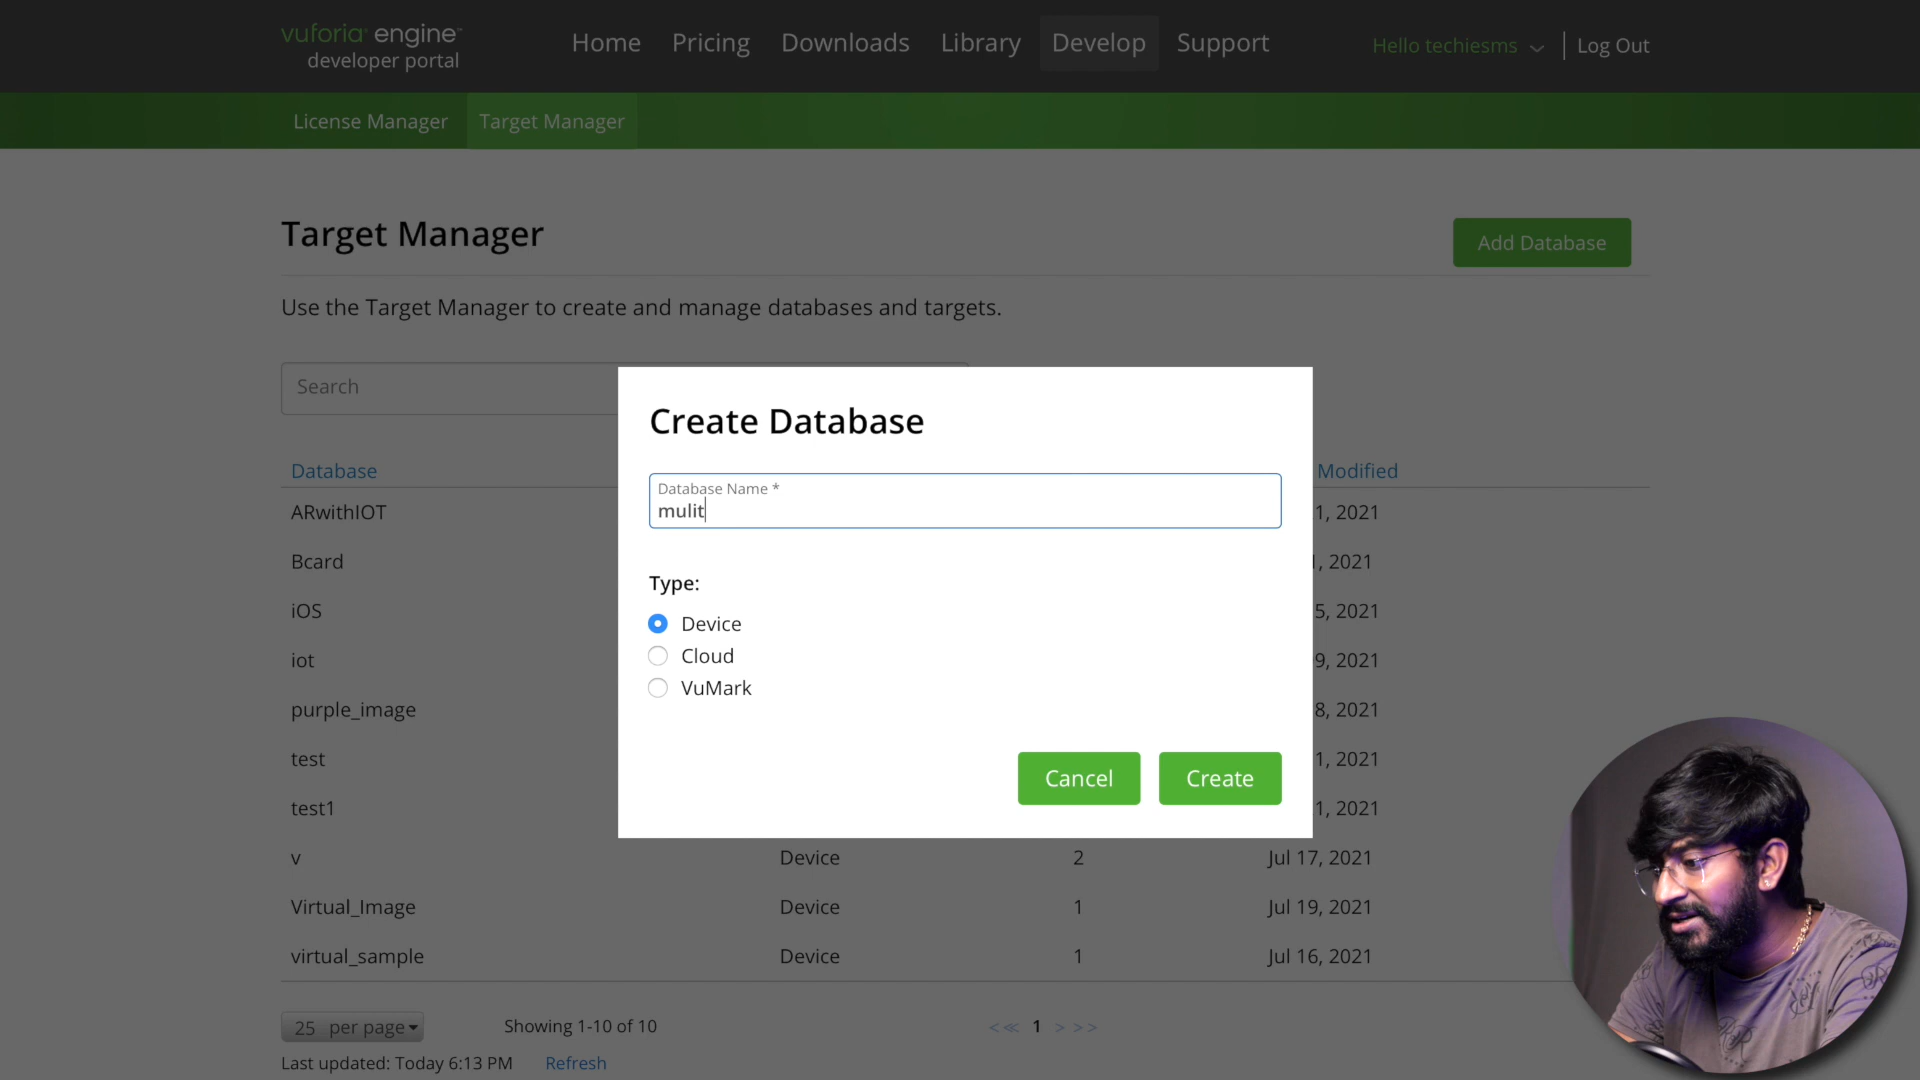 vuforia engine™
developer portal
Home Pricing Downloads Library Develop Support
Hello techiesms Log Out
License Manager Target Manager
Target Manager
Add Database
Use the Target Manager to create and manage databases and targets.
Search
Create Database
Database Name *
mulit
Type:
Device
Cloud
VuMark
Cancel Create
Database Modified
ARwithIOT 1, 2021
Bcard , 2021
iOS 5, 2021
iot 9, 2021
purple_image 8, 2021
test 1, 2021
test1 1, 2021
v Device 2 Jul 17, 2021
Virtual_Image Device 1 Jul 19, 2021
virtual_sample Device 1 Jul 16, 2021
25 per page Showing 1-10 of 10 <≪ 1 > >>
Last updated: Today 6:13 PM Refresh